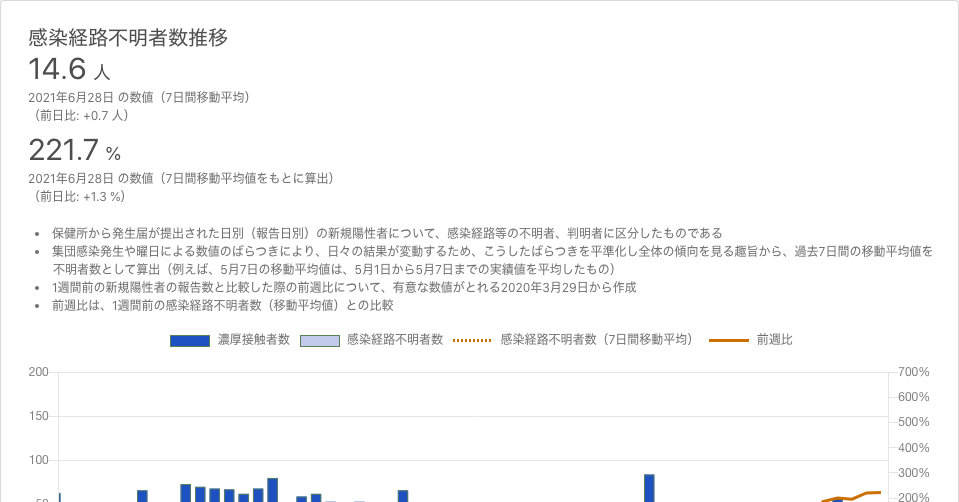 感染経路不明者数推移
14.6 人
2021年6月28日 の数値（7日間移動平均）
（前日比: +0.7 人）
221.7 %
2021年6月28日 の数値（7日間移動平均値をもとに算出）
（前日比: +1.3 %）
• 保健所から発生届が提出された日別（報告日別）の新規陽性者について、感染経路等の不明者、判明者に区分したものである
• 集団感染発生や曜日による数値のばらつきにより、日々の結果が変動するため、こうしたばらつきを平準化し全体の傾向を見る趣旨から、過去7日間の移動平均値を
不明者数として算出（例えば、5月7日の移動平均値は、5月1日から5月7日までの実績値を平均したもの）
• 1週間前の新規陽性者の報告数と比較した際の前週比について、有意な数値がとれる2020年3月29日から作成
• 前週比は、1週間前の感染経路不明者数（移動平均値）との比較
濃厚接触者数 感染経路不明者数 感染経路不明者数（7日間移動平均） 前週比
200 700%
600%
150 500%
400%
100 300%
50 200%